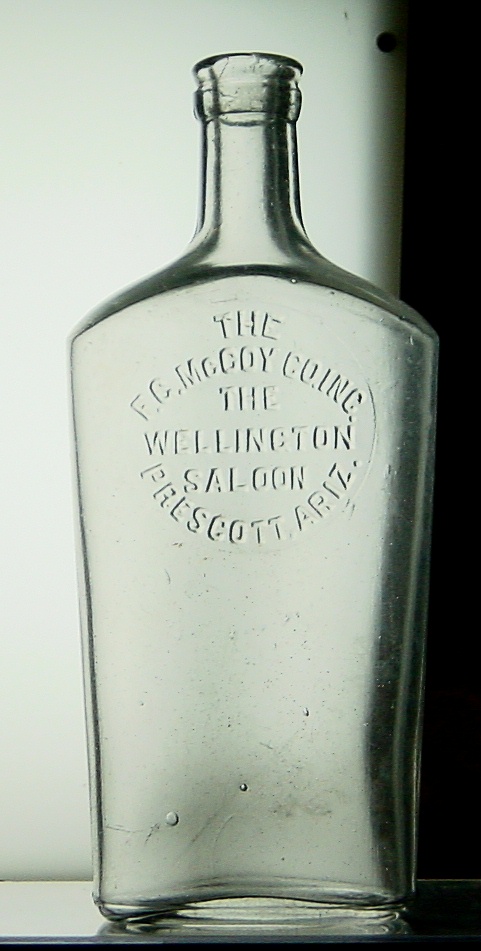 THE
F.C. McCOY CO. INC.
THE
WELLINGTON
SALOON
PRESCOTT, ARIZ.